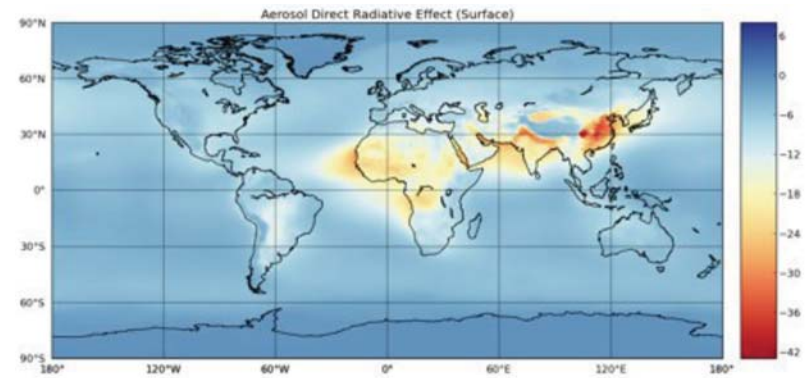 Aerosol Direct Radiative Effect (Surface)
90°N
60°N
30°N
0°
30°S
60°S
90°S
180°
120°W
60°W
0°
60°E
120°E
180°
6
0
−6
−12
−18
−24
−30
−36
−42